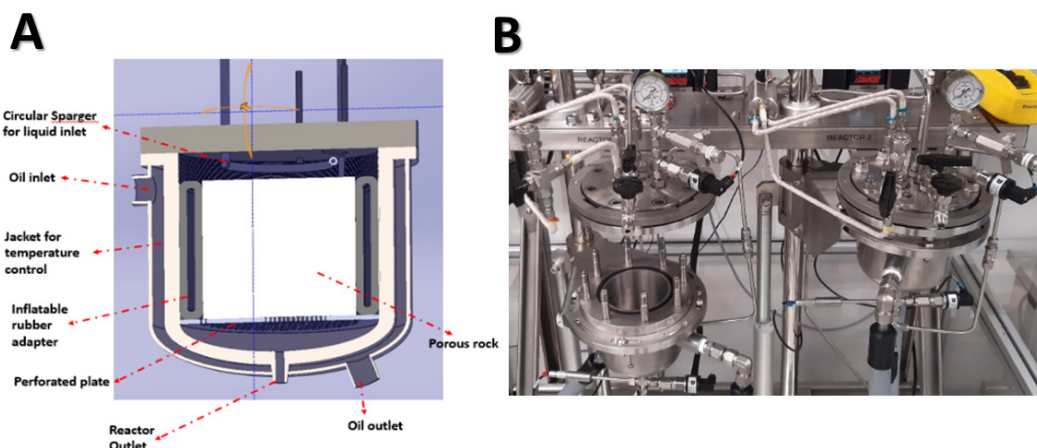 A
B
Circular Sparger
for liquid inlet
Oil inlet
Jacket for
temperature
control
Inflatable
rubber
adapter
Perforated plate
Reactor
Outlet
Oil outlet
Porous rock
REACTOR
REACTOR 2